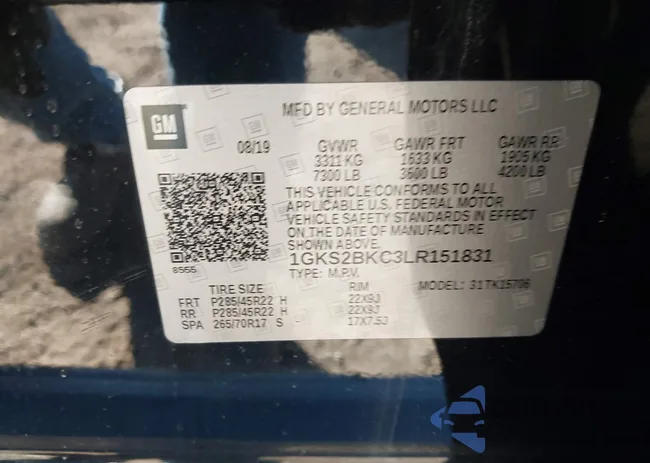 GM
MFD BY GENERAL MOTORS LLC
08/19 GVWR GAWR FRT GAWR RR
3311 KG 1633 KG 1905 KG
7300 LB 3600 LB 4200 LB
THIS VEHICLE CONFORMS TO ALL
APPLICABLE U.S. FEDERAL MOTOR
VEHICLE SAFETY STANDARDS IN EFFECT
ON THE DATE OF MANUFACTURE
SHOWN ABOVE.
8555
1GKS2BKC3LR151831
TYPE: M.P.V. MODEL: 31TK15706
TIRE SIZE RIM
FRT P285/45R22 H 22X9J
RR P285/45R22 H 22X9J
SPA 265/70R17 S 17X7.5J